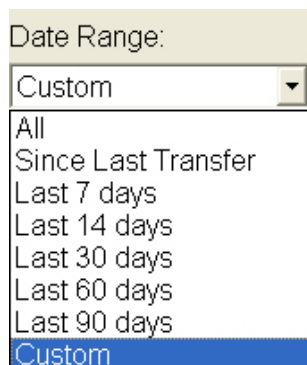 Date Range:
Custom
All
Since Last Transfer
Last 7 days
Last 14 days
Last 30 days
Last 60 days
Last 90 days
Custom